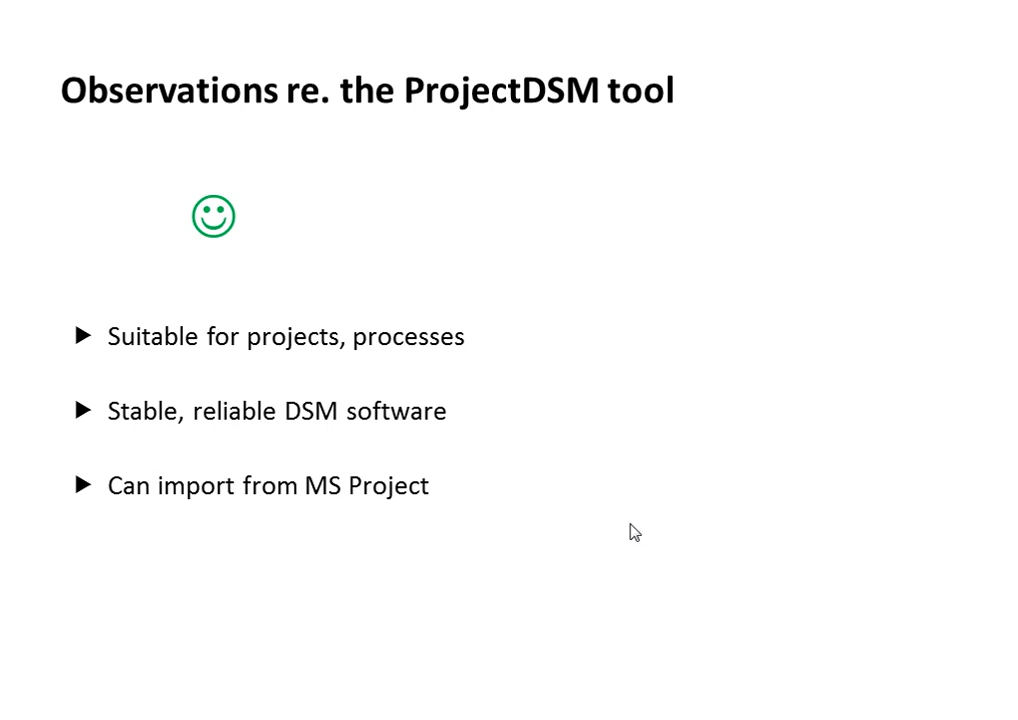 Observations re. the ProjectDSM tool
Suitable for projects, processes
Stable, reliable DSM software
Can import from MS Project